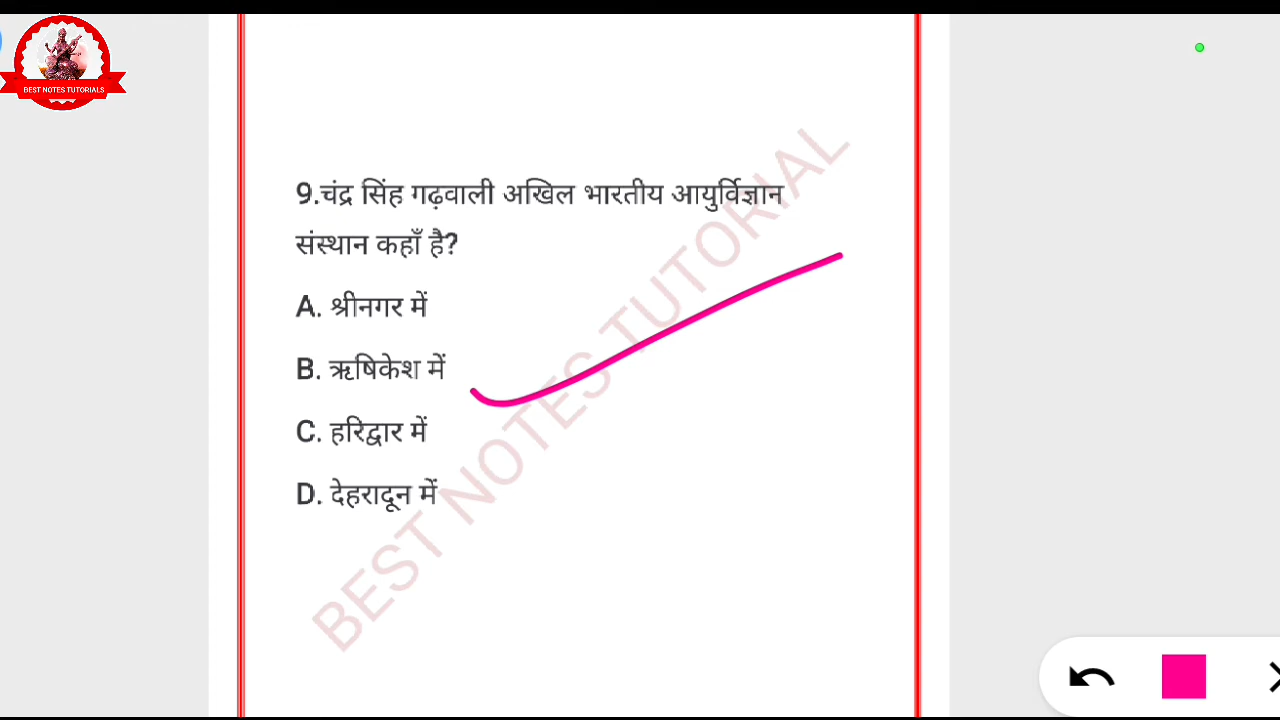 BEST NOTES TUTORIALS
9.चंद्र सिंह गढ़वाली अखिल भारतीय आयुर्विज्ञान
संस्थान कहाँ है?
A. श्रीनगर में
B. ऋषिकेश में
C. हरिद्वार में
D. देहरादून में
BEST NOTES TUTORIAL